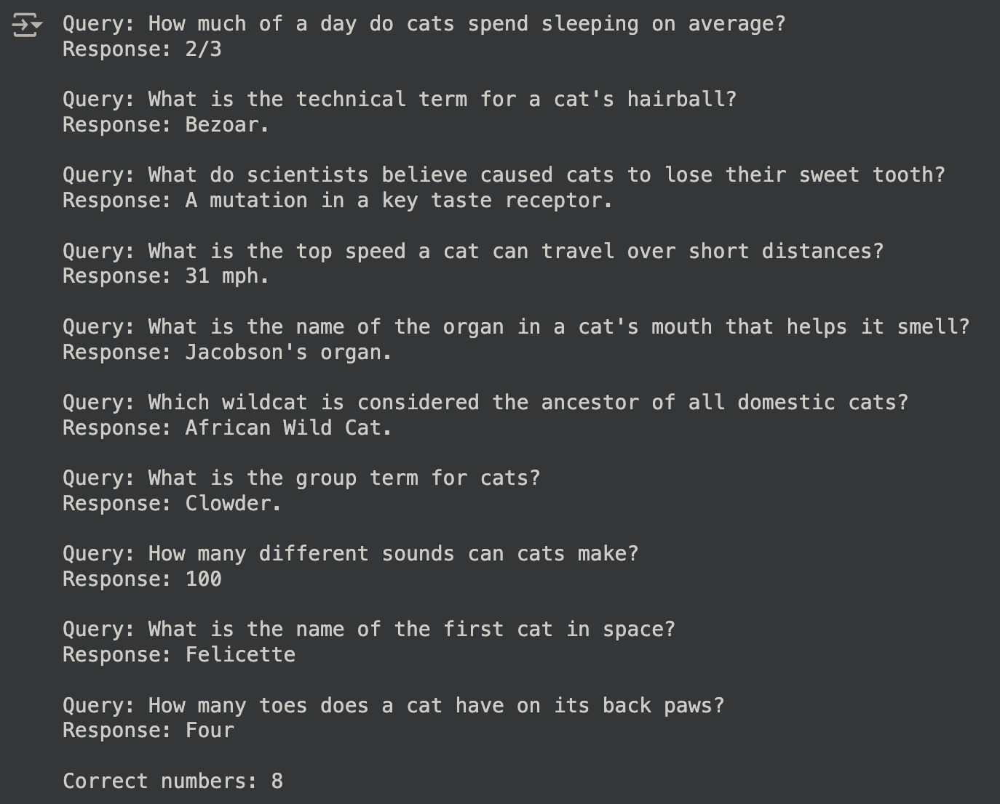 Query: How much of a day do cats spend sleeping on average?
Response: 2/3
Query: What is the technical term for a cat's hairball?
Response: Bezoar.
Query: What do scientists believe caused cats to lose their sweet tooth?
Response: A mutation in a key taste receptor.
Query: What is the top speed a cat can travel over short distances?
Response: 31 mph.
Query: What is the name of the organ in a cat's mouth that helps it smell?
Response: Jacobson's organ.
Query: Which wildcat is considered the ancestor of all domestic cats?
Response: African Wild Cat.
Query: What is the group term for cats?
Response: Clowder.
Query: How many different sounds can cats make?
Response: 100
Query: What is the name of the first cat in space?
Response: Felicette
Query: How many toes does a cat have on its back paws?
Response: Four
Correct numbers: 8